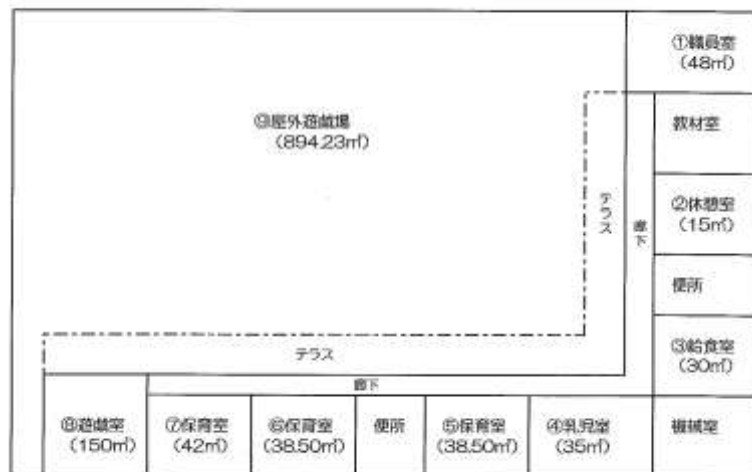 ①職員室
(48㎡)
教材室
⑨屋外遊戯場
(894.23㎡)
テラス
廊下
②休憩室
(15㎡)
便所
③給食室
(30㎡)
テラス
廊下
⑧遊戯室
(150㎡)
⑦保育室
(42㎡)
⑥保育室
(38.50㎡)
便所
⑤保育室
(38.50㎡)
④乳児室
(35㎡)
機械室